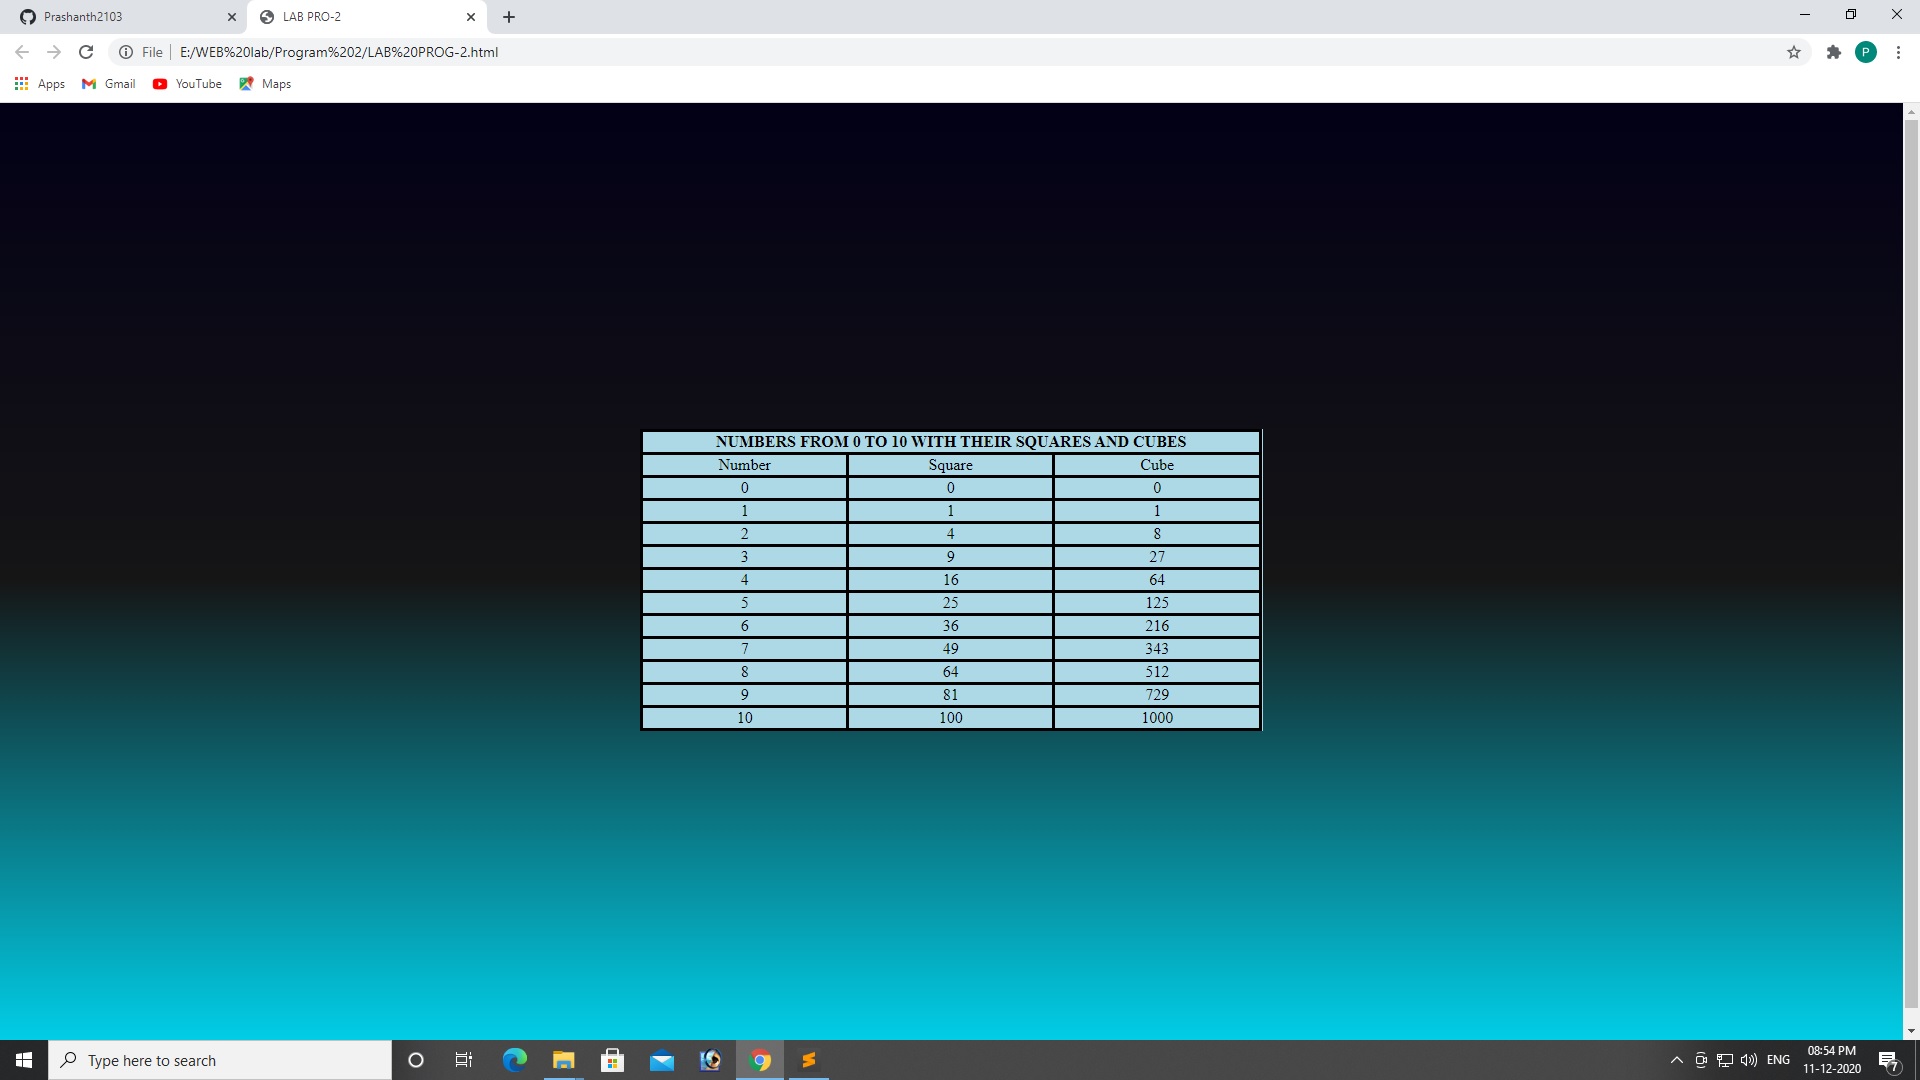 Prashanth2103
LAB PRO-2
File E:/WEB%20lab/Program%202/LAB%20PROG-2.html
P
Apps Gmail YouTube Maps
NUMBERS FROM 0 TO 10 WITH THEIR SQUARES AND CUBES
Number Square Cube
0 0 0
1 1 1
2 4 8
3 9 27
4 16 64
5 25 125
6 36 216
7 49 343
8 64 512
9 81 729
10 100 1000
Type here to search
ENG
08:54 PM
11-12-2020
7